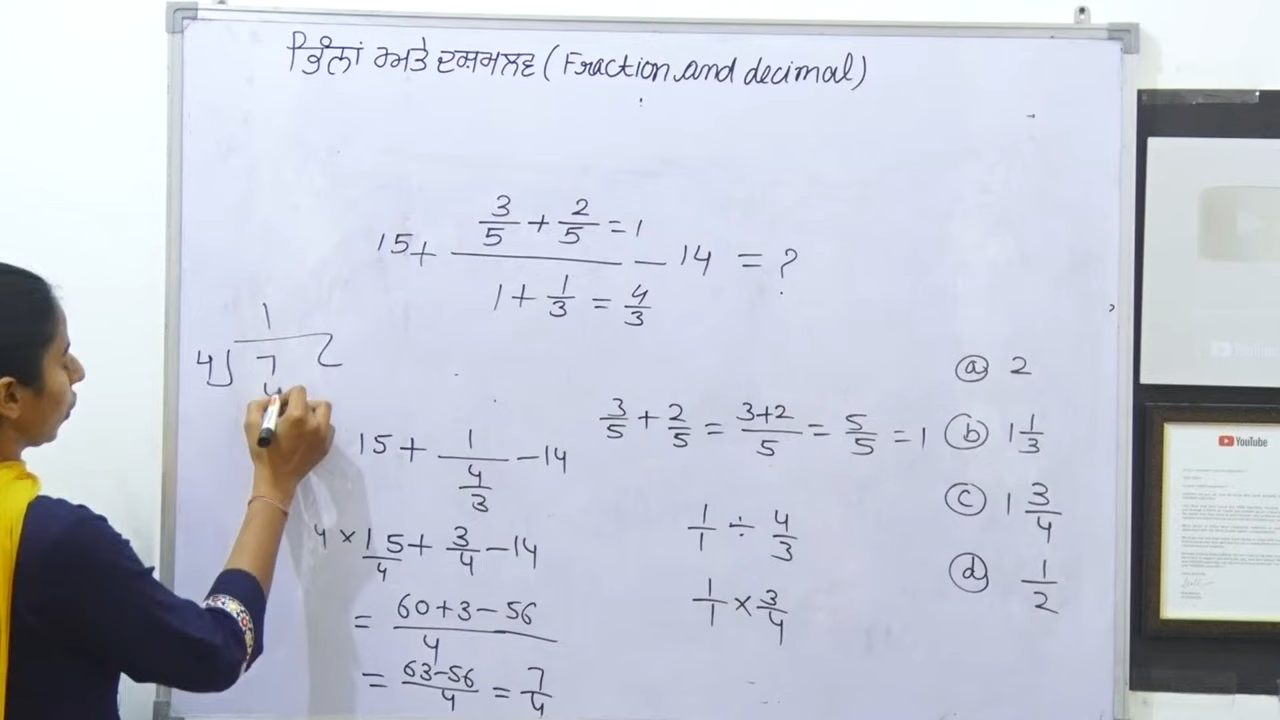 ਭਿੰਨਾਂ ਅਤੇ ਦਸ਼ਮਲਵ (Fraction and decimal)
15 + (3/5 + 2/5 = 1) / (1 + 1/3 = 4/3) - 14 = ?
1
4) 7 (
4
15 + 1 / (4/3) - 14
4 × 15/4 + 3/4 - 14
= (60 + 3 - 56) / 4
= (63 - 56) / 4 = 7/4
3/5 + 2/5 = (3+2)/5 = 5/5 = 1
1/1 ÷ 4/3
1/1 × 3/4
(a) 2
(b) 1 1/3
(c) 1 3/4
(d) 1/2
YouTube